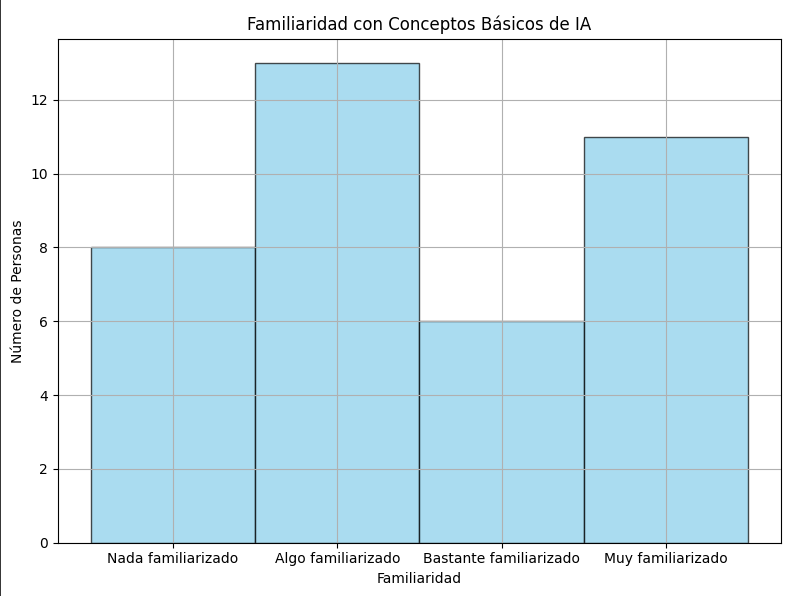 Familiaridad con Conceptos Básicos de IA
Número de Personas
12
10
8
6
4
2
0
Nada familiarizado
Algo familiarizado
Bastante familiarizado
Muy familiarizado
Familiaridad